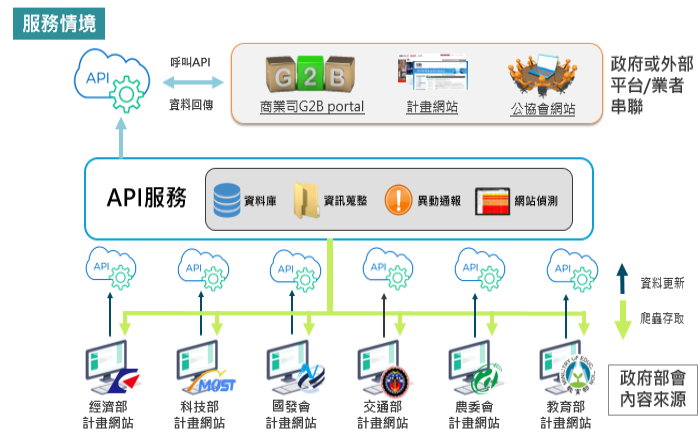 服務情境
API
呼叫API
資料回傳
G2B
商業司G2B portal
計畫網站
公協會網站
政府或外部
平台/業者
串聯
API服務
資料庫
資訊蒐整
異動通報
網站偵測
API
API
API
API
API
API
資料更新
爬蟲存取
經濟部
計畫網站
MOST
科技部
計畫網站
國發會
計畫網站
交通部
計畫網站
農委會
計畫網站
教育部
計畫網站
政府部會
內容來源